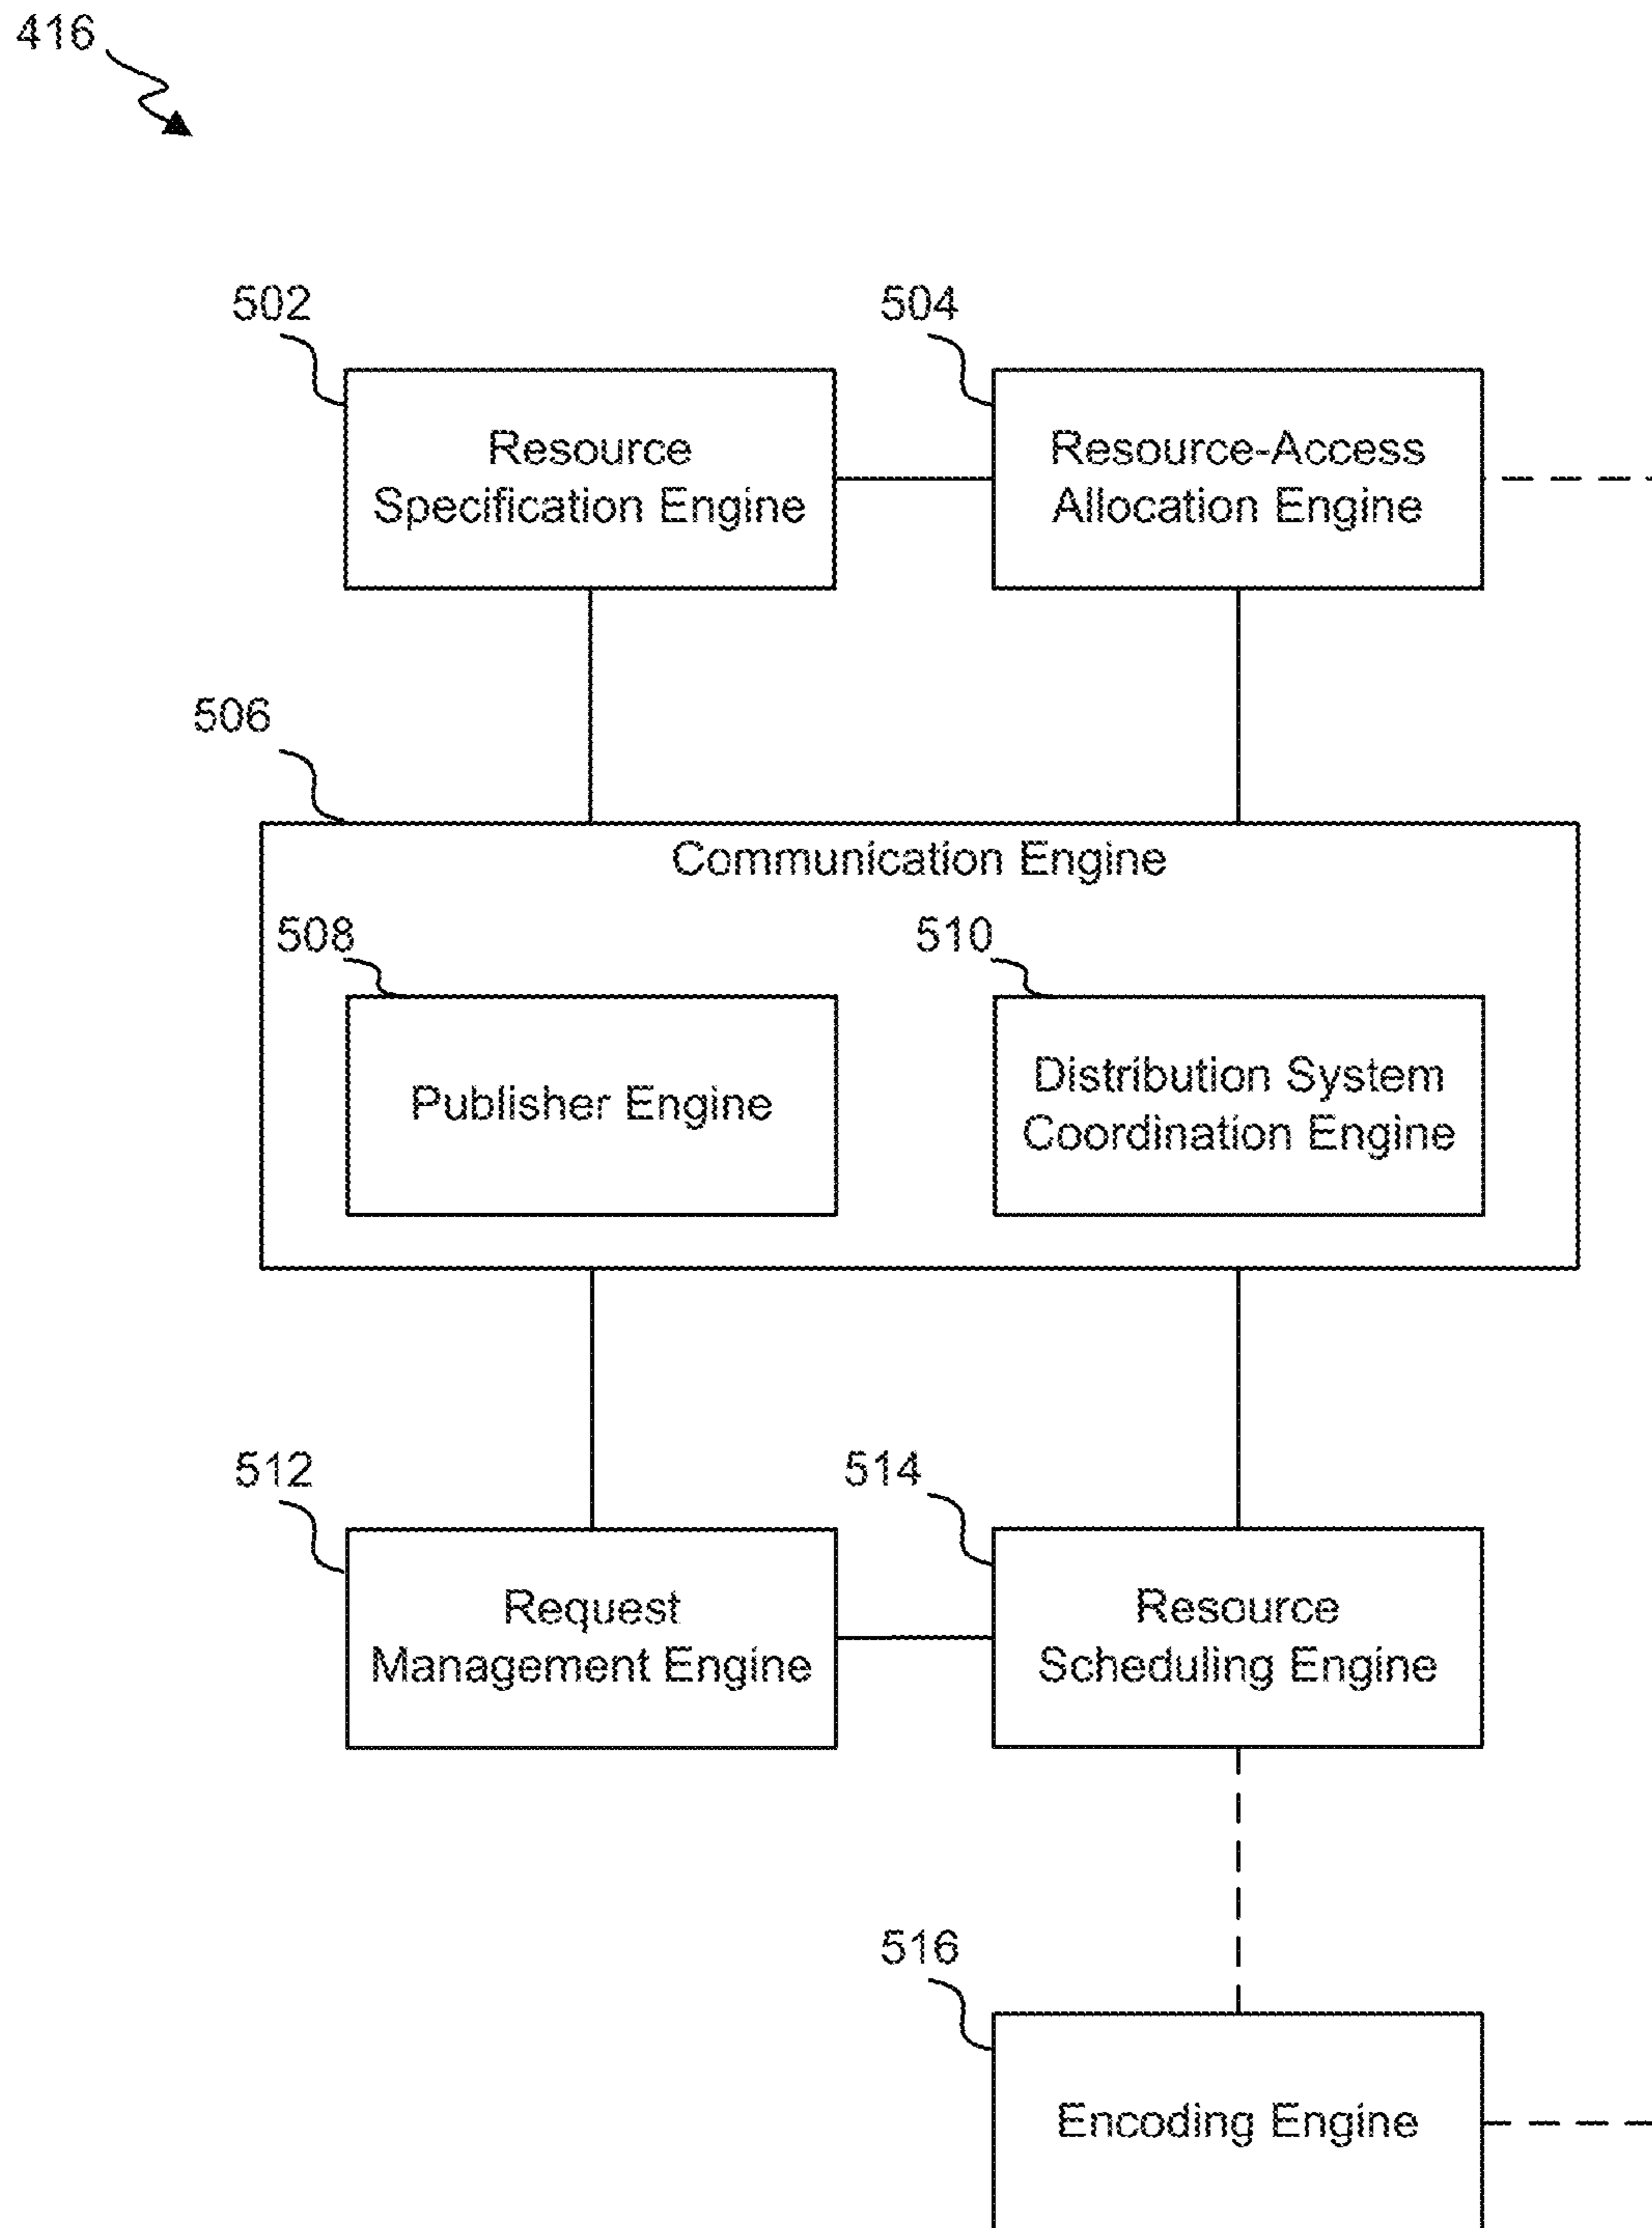 416
502
504
Resource
Specification Engine
Resource-Access
Allocation Engine
506
Communication Engine
508
510
Publisher Engine
Distribution System
Coordination Engine
512
514
Request
Management Engine
Resource
Scheduling Engine
516
Encoding Engine